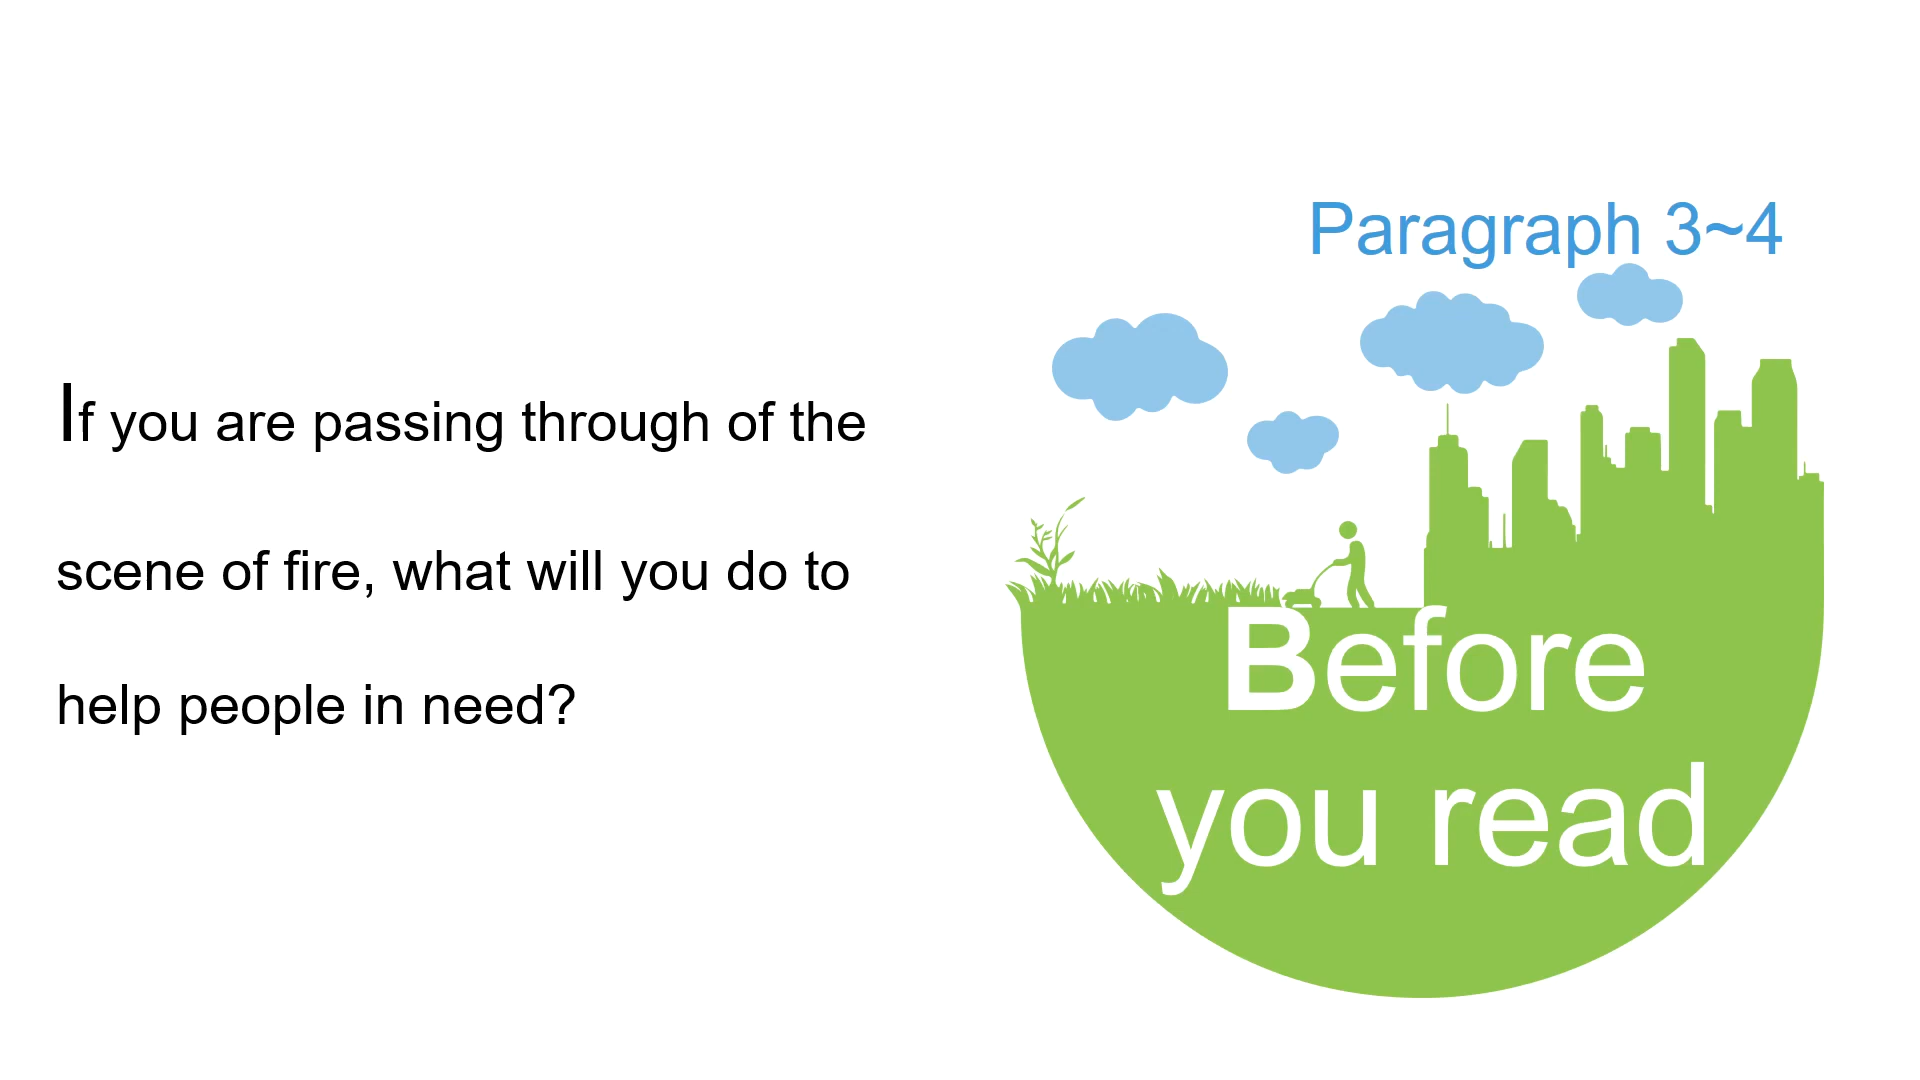 If you are passing through of the
scene of fire, what will you do to
help people in need?
Paragraph 3~4
Before
you read